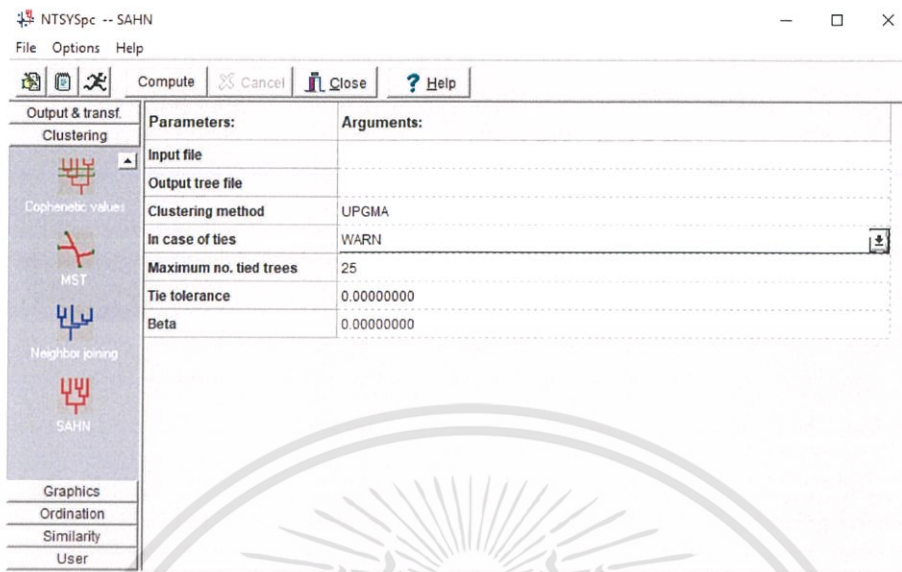 NTSYSpc -- SAHN
File Options Help
Compute Cancel Close ? Help
Output & transf.
Clustering
Cophenetic values
MST
Neighbor joining
SAHN
Graphics
Ordination
Similarity
User
Parameters: Arguments:
Input file
Output tree file
Clustering method UPGMA
In case of ties WARN
Maximum no. tied trees 25
Tie tolerance 0.00000000
Beta 0.00000000